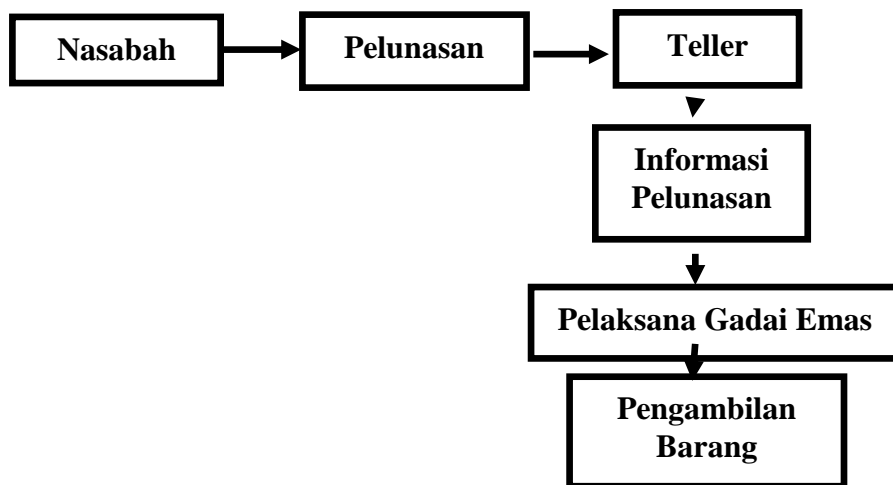 Nasabah
Pelunasan
Teller
Informasi
Pelunasan
Pelaksana Gadai Emas
Pengambilan
Barang